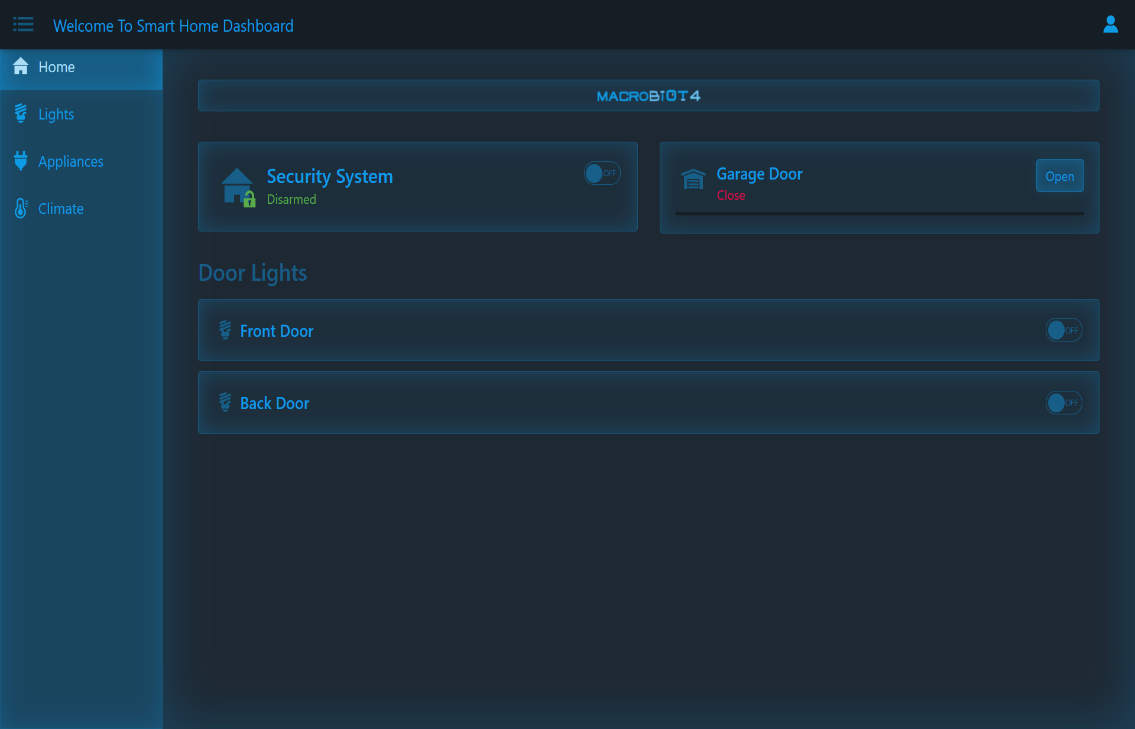 Welcome To Smart Home Dashboard
Home
Lights
Appliances
Climate
MACROBIOT4
Security System
Disarmed
OFF
Garage Door
Close
Open
Door Lights
Front Door
OFF
Back Door
OFF